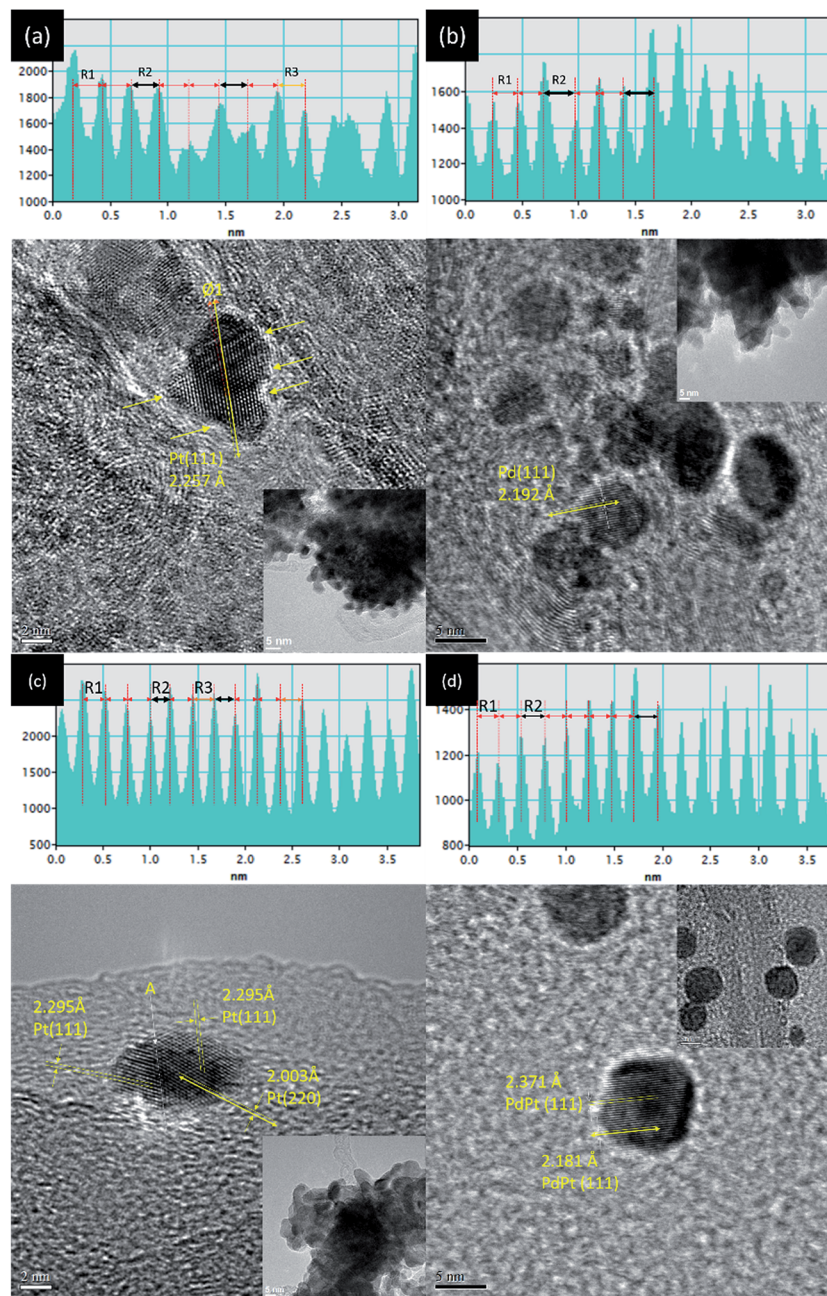 (a)
R1 R2 R3
2000
1800
1600
1400
1200
1000
0.0 0.5 1.0 1.5 2.0 2.5 3.0
nm
(b)
R1 R2
1600
1400
1200
1000
0.0 0.5 1.0 1.5 2.0 2.5 3.0
nm
Pt(111)
2.257 Å
2 nm
5 nm
Pd(111)
2.192 Å
5 nm
5 nm
(c)
R1 R2 R3
2500
2000
1500
1000
500
0.0 0.5 1.0 1.5 2.0 2.5 3.0 3.5
nm
(d)
R1 R2
1400
1200
1000
800
0.0 0.5 1.0 1.5 2.0 2.5 3.0 3.5
nm
A
2.295Å
Pt(111)
2.295Å
Pt(111)
2.003Å
Pt(220)
2 nm
5 nm
2.371 Å
PdPt (111)
2.181 Å
PdPt (111)
5 nm